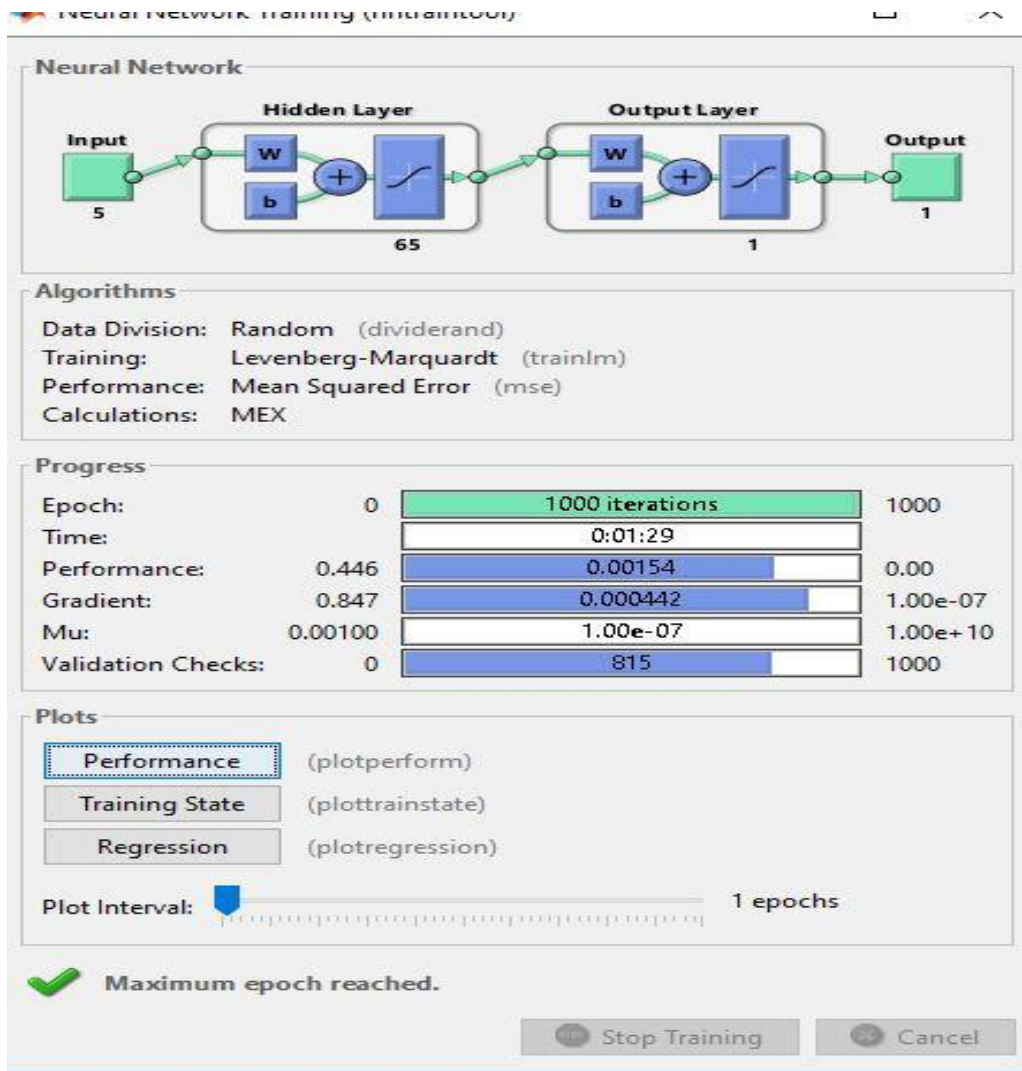 Neural Network Training (nntraintool)
Neural Network
Hidden Layer
Output Layer
Input
Output
W
W
+
+
b
b
5
1
65
1
Algorithms
Data Division: Random (dividerand)
Training: Levenberg-Marquardt (trainlm)
Performance: Mean Squared Error (mse)
Calculations: MEX
Progress
Epoch: 0 1000 iterations 1000
Time: 0:01:29
Performance: 0.446 0.00154 0.00
Gradient: 0.847 0.000442 1.00e-07
Mu: 0.00100 1.00e-07 1.00e+10
Validation Checks: 0 815 1000
Plots
Performance (plotperform)
Training State (plottrainstate)
Regression (plotregression)
Plot Interval: 1 epochs
Maximum epoch reached.
Stop Training Cancel